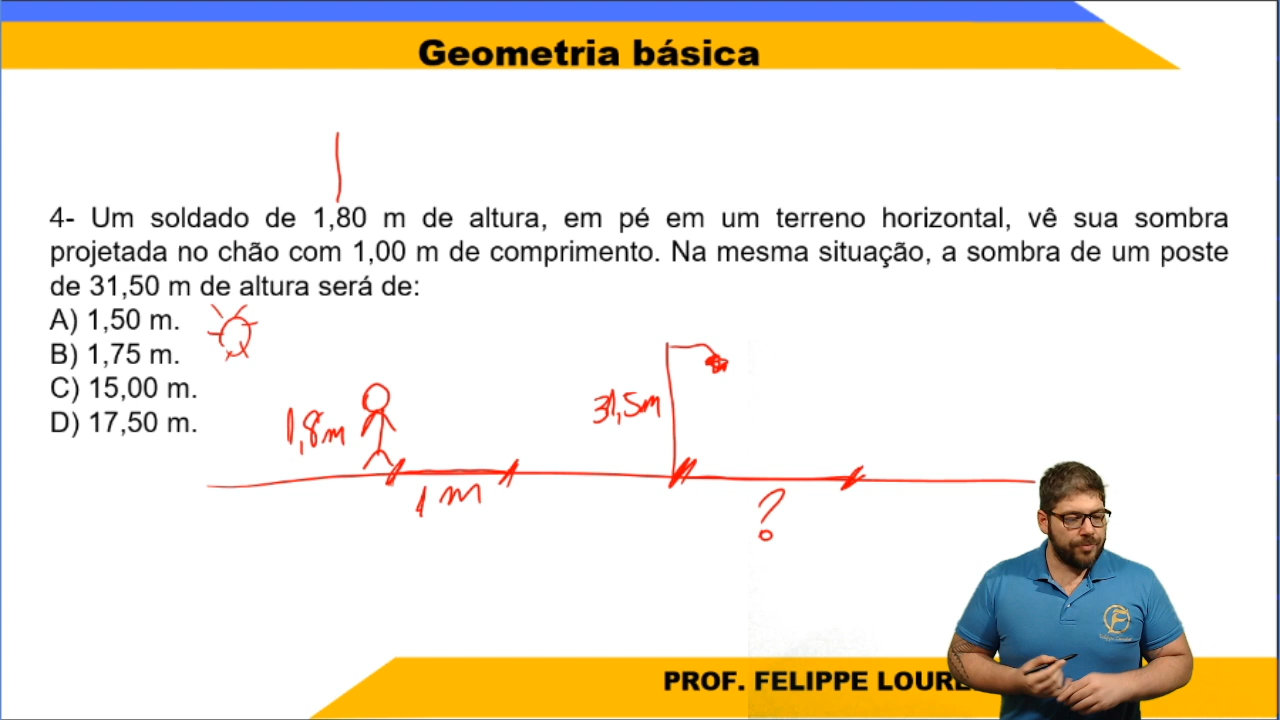 Geometria básica
4- Um soldado de 1,80 m de altura, em pé em um terreno horizontal, vê sua sombra
projetada no chão com 1,00 m de comprimento. Na mesma situação, a sombra de um poste
de 31,50 m de altura será de:
A) 1,50 m.
B) 1,75 m.
C) 15,00 m.
D) 17,50 m.
1,8m
31,5m
1 m
?
PROF. FELIPPE